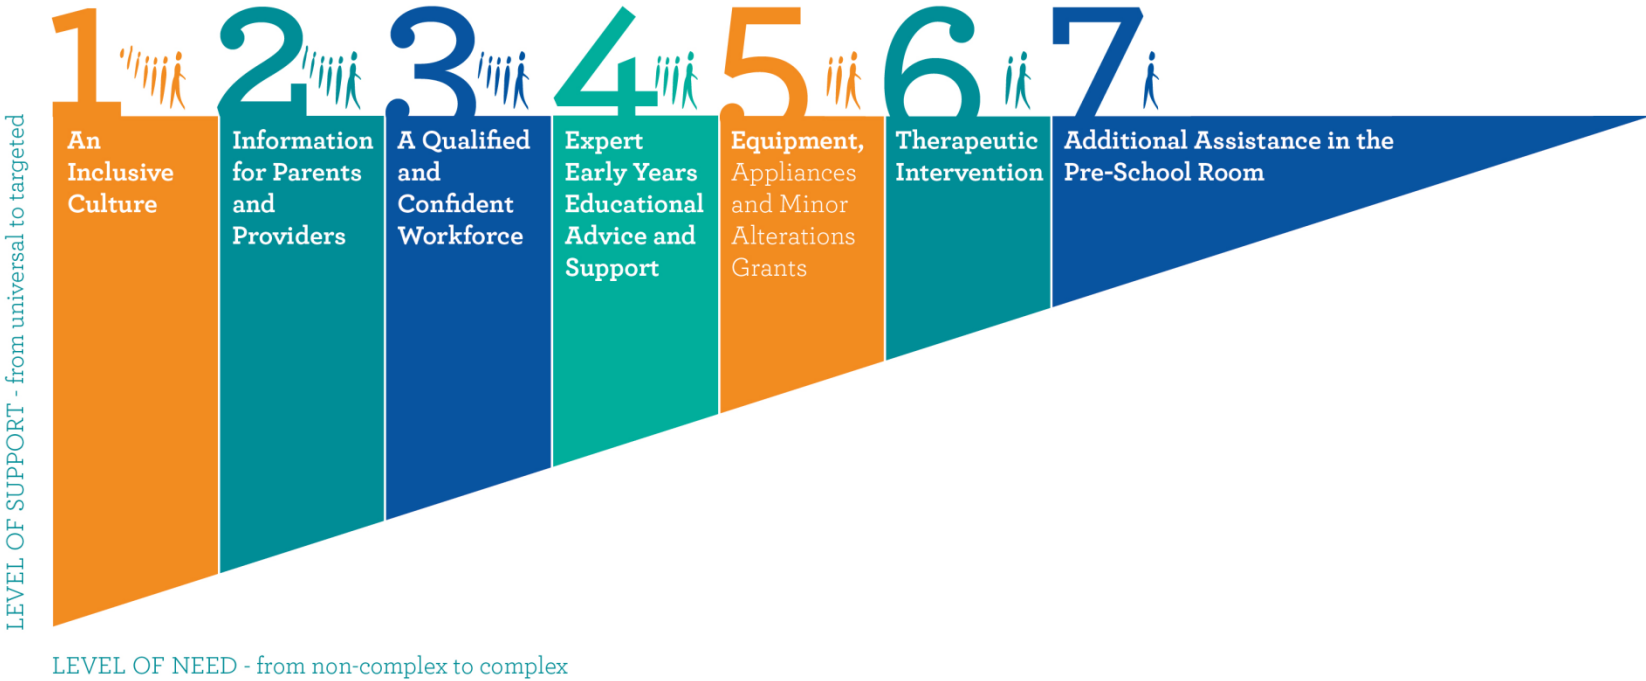 1
An
Inclusive
Culture
2
Information
for Parents
and
Providers
3
A Qualified
and
Confident
Workforce
4
Expert
Early Years
Educational
Advice and
Support
5
Equipment,
Appliances
and Minor
Alterations
Grants
6
Therapeutic
Intervention
7
Additional Assistance in the
Pre-School Room
LEVEL OF SUPPORT - from universal to targeted
LEVEL OF NEED - from non-complex to complex